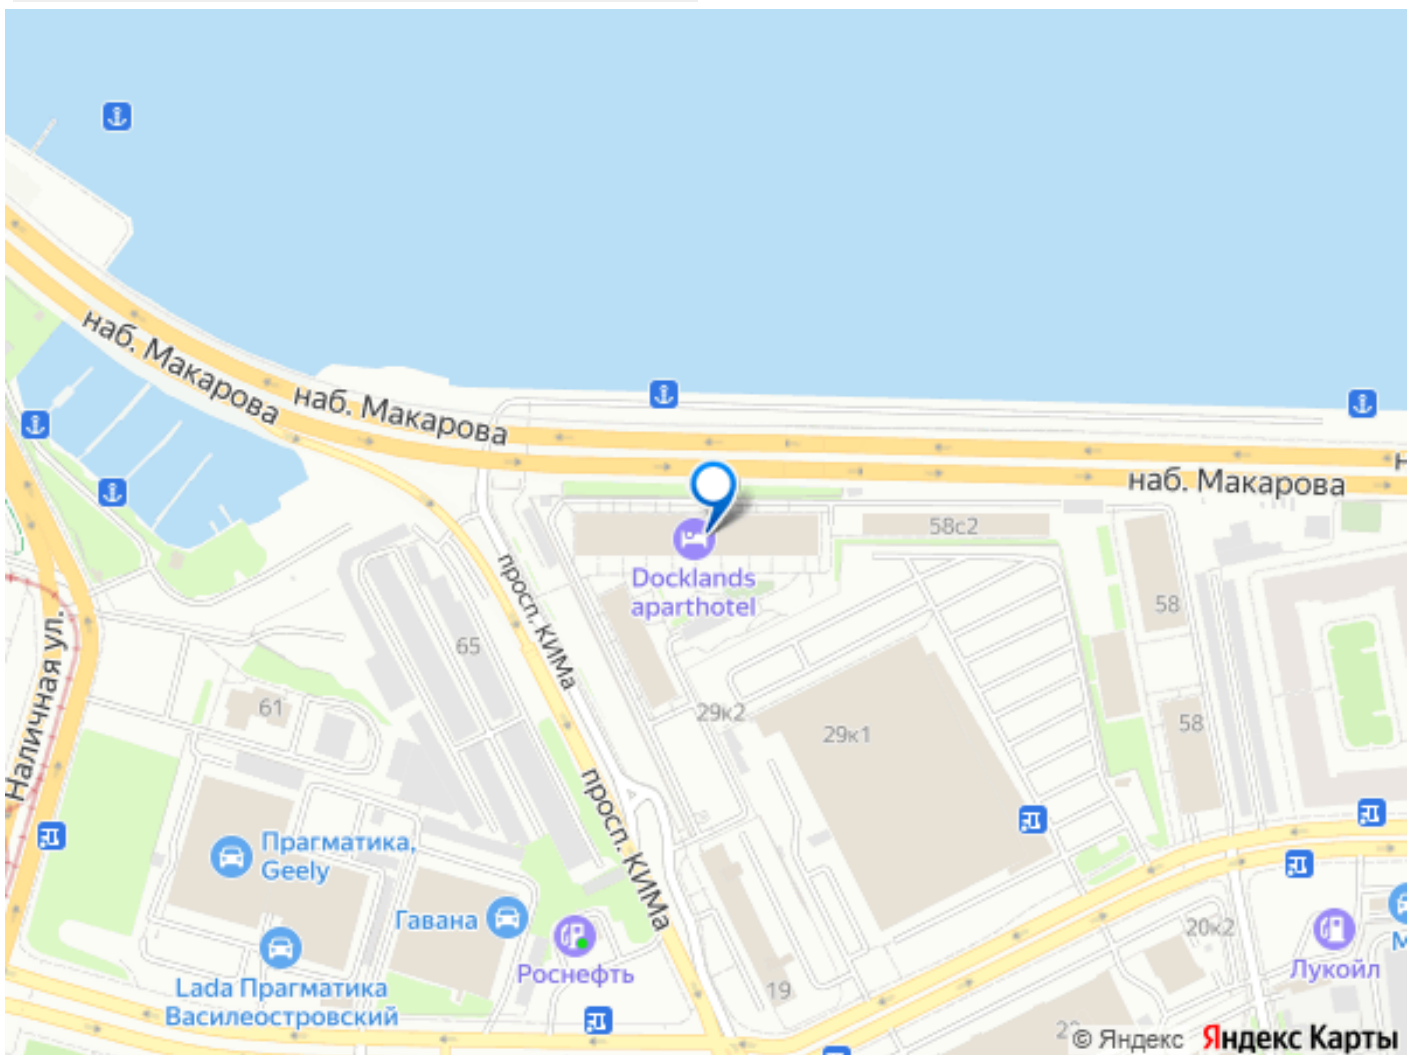 наб. Макарова
наб. Макарова
наб. Макарова
н
58с2
Docklands
aparthotel
просп. КИМа
58
65
Наличная ул.
61
29к2
29к1
58
просп. КИМа
Прагматика,
Geely
Гавана
20к2
М
Роснефть
Лукойл
19
Lada Прагматика
Василеостровский
© Яндекс Яндекс Карты